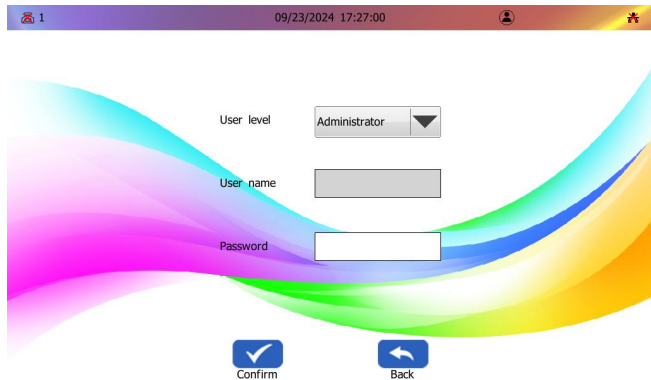 1 09/23/2024 17:27:00
User level Administrator
User name
Password
Confirm Back